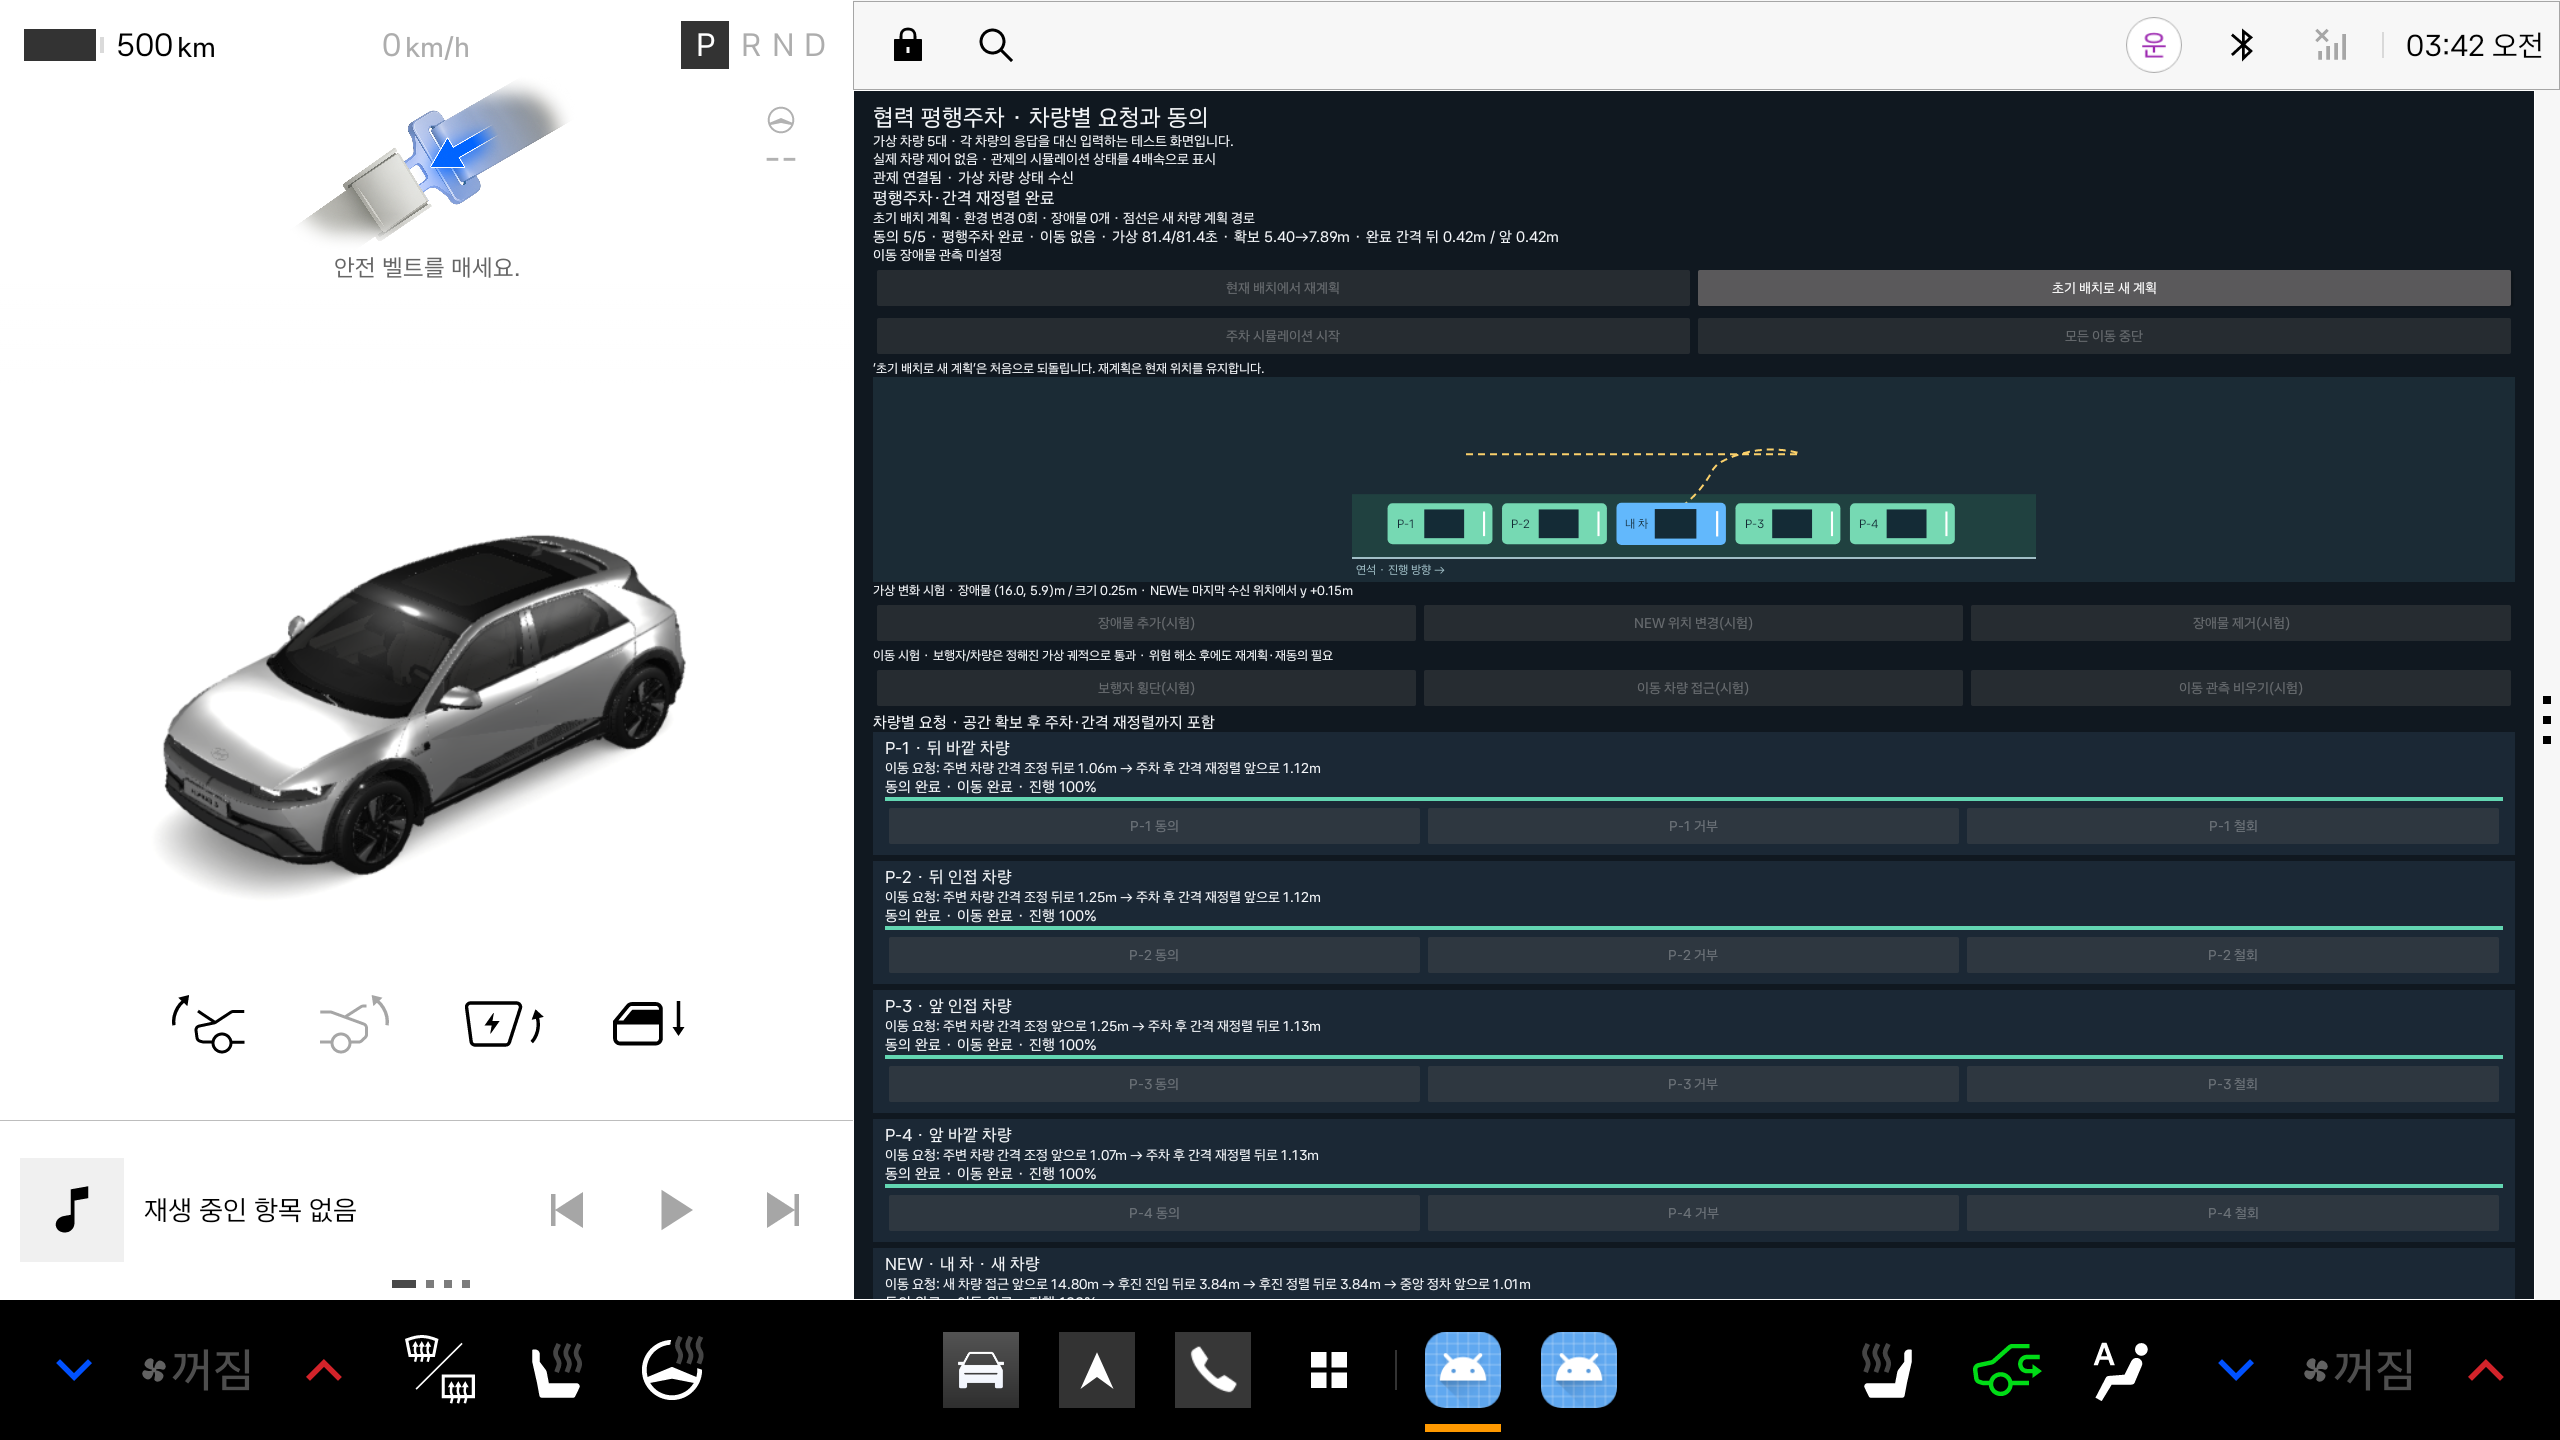 500 km
0 km/h
P R N D
안전 벨트를 매세요.
재생 중인 항목 없음
운
03:42 오전
협력 평행주차 · 차량별 요청과 동의
가상 차량 5대 · 각 차량의 응답을 대신 입력하는 테스트 화면입니다.
실제 차량 제어 없음 · 관제의 시뮬레이션 상태를 4배속으로 표시
관제 연결됨 · 가상 차량 상태 수신
평행주차·간격 재정렬 완료
초기 배치 계획 · 환경 변경 0회 · 장애물 0개 · 점선은 새 차량 계획 경로
동의 5/5 · 평행주차 완료 · 이동 없음 · 가상 81.4/81.4초 · 확보 5.40→7.89m · 완료 간격 뒤 0.42m / 앞 0.42m
이동 장애물 관측 미설정
현재 배치에서 재계획
초기 배치로 새 계획
주차 시뮬레이션 시작
모든 이동 중단
'초기 배치로 새 계획'은 처음으로 되돌립니다. 재계획은 현재 위치를 유지합니다.
P-1
P-2
내 차
P-3
P-4
연석 · 진행 방향 →
가상 변화 시험 · 장애물 (16.0, 5.9)m / 크기 0.25m · NEW는 마지막 수신 위치에서 y +0.15m
장애물 추가(시험)
NEW 위치 변경(시험)
장애물 제거(시험)
이동 시험 · 보행자/차량은 정해진 가상 궤적으로 통과 · 위험 해소 후에도 재계획·재동의 필요
보행자 횡단(시험)
이동 차량 접근(시험)
이동 관측 비우기(시험)
차량별 요청 · 공간 확보 후 주차·간격 재정렬까지 포함
P-1 · 뒤 바깥 차량
이동 요청: 주변 차량 간격 조정 뒤로 1.06m → 주차 후 간격 재정렬 앞으로 1.12m
동의 완료 · 이동 완료 · 진행 100%
P-1 동의
P-1 거부
P-1 철회
P-2 · 뒤 인접 차량
이동 요청: 주변 차량 간격 조정 뒤로 1.25m → 주차 후 간격 재정렬 앞으로 1.12m
동의 완료 · 이동 완료 · 진행 100%
P-2 동의
P-2 거부
P-2 철회
P-3 · 앞 인접 차량
이동 요청: 주변 차량 간격 조정 앞으로 1.25m → 주차 후 간격 재정렬 뒤로 1.13m
동의 완료 · 이동 완료 · 진행 100%
P-3 동의
P-3 거부
P-3 철회
P-4 · 앞 바깥 차량
이동 요청: 주변 차량 간격 조정 앞으로 1.07m → 주차 후 간격 재정렬 뒤로 1.13m
동의 완료 · 이동 완료 · 진행 100%
P-4 동의
P-4 거부
P-4 철회
NEW · 내 차 · 새 차량
이동 요청: 새 차량 접근 앞으로 14.80m → 후진 진입 뒤로 3.84m → 후진 정렬 뒤로 3.84m → 중앙 정차 앞으로 1.01m
꺼짐
A
꺼짐